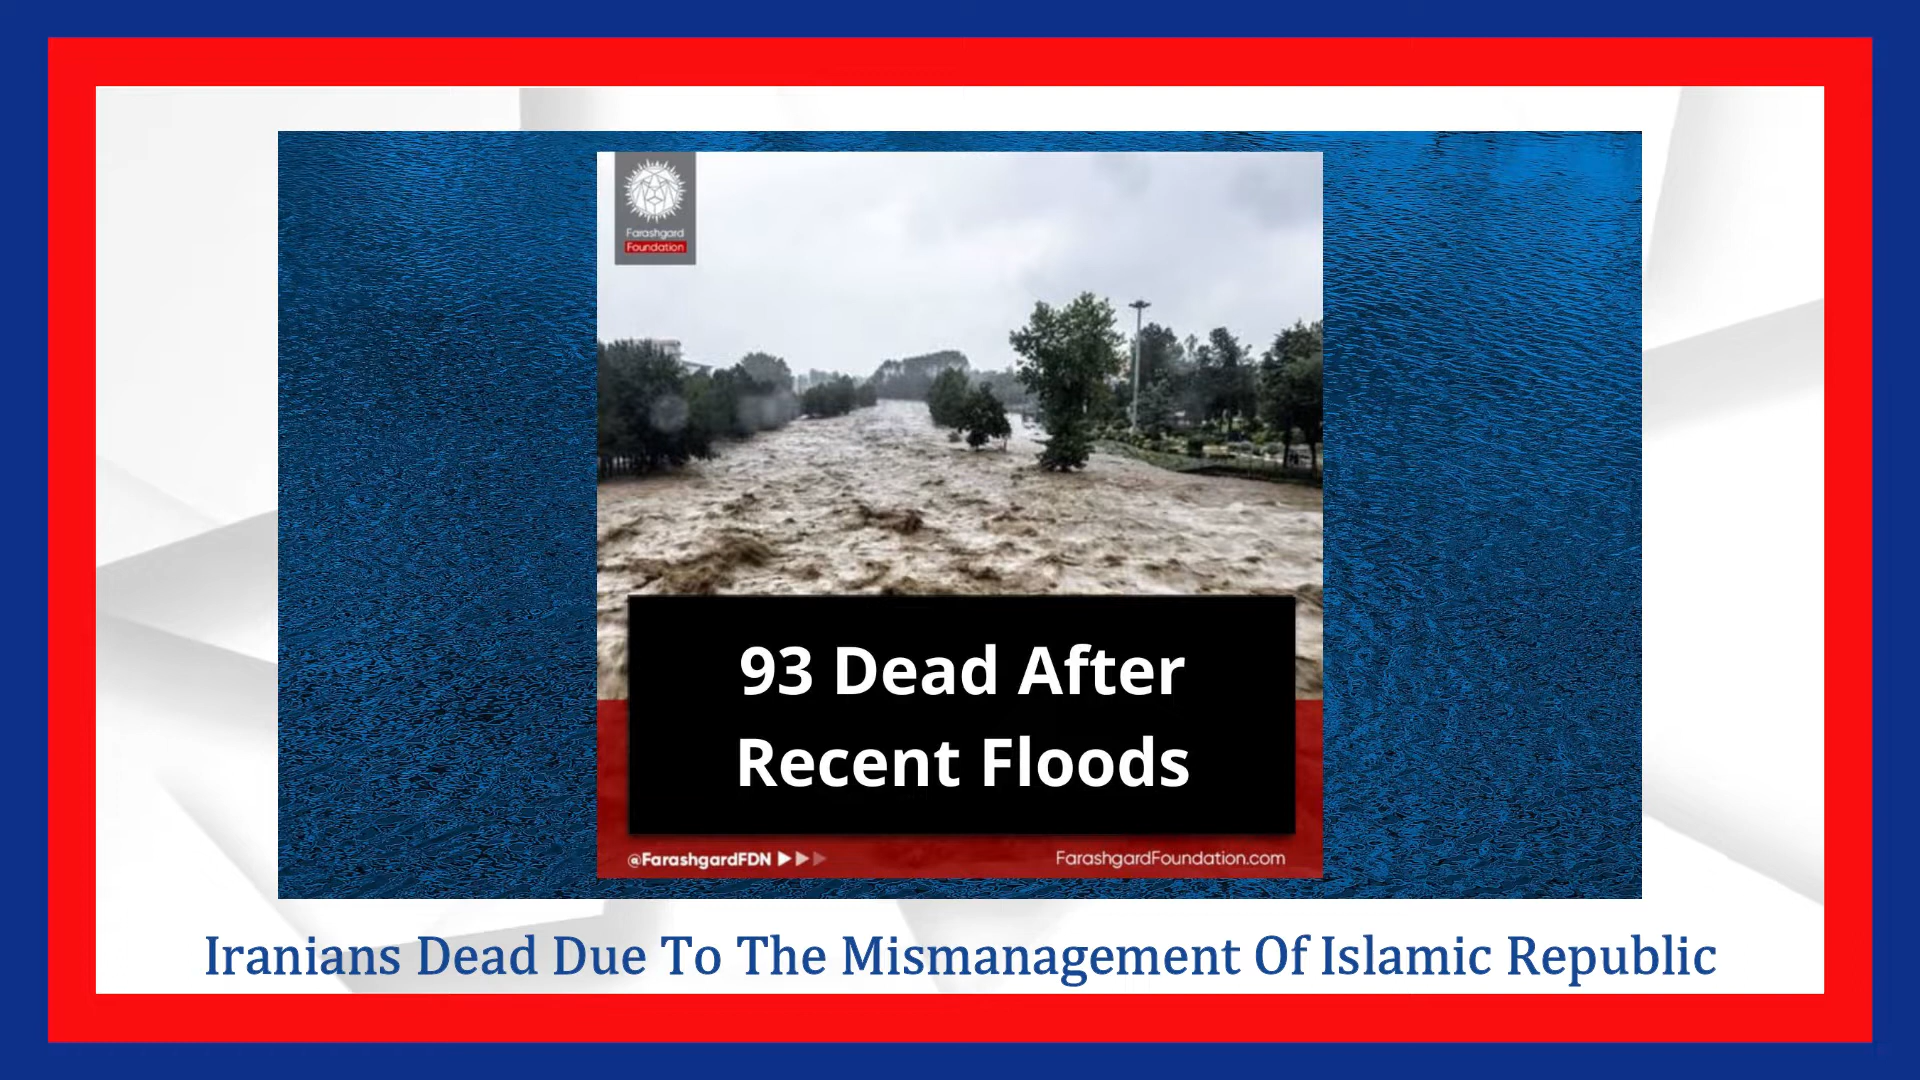 Farashgard
Foundation
93 Dead After
Recent Floods
@FarashgardFDN
FarashgardFoundation.com
Iranians Dead Due To The Mismanagement Of Islamic Republic